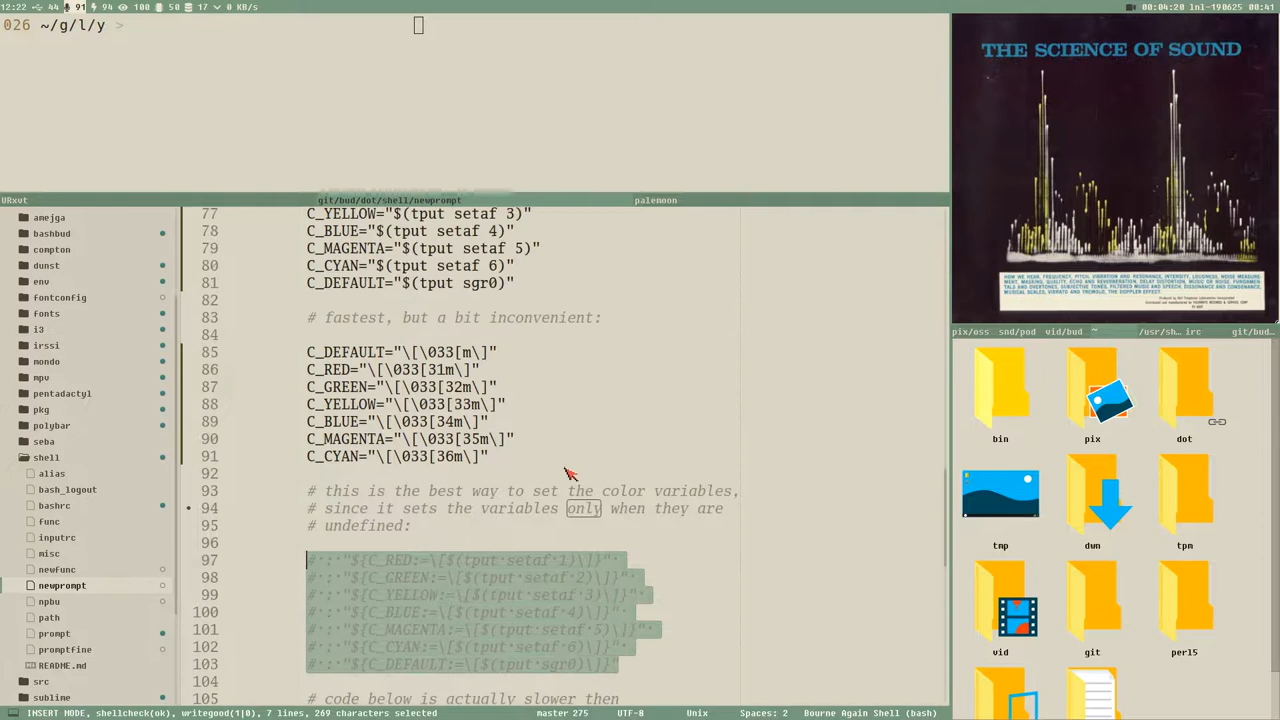 12:22 44 91 94 100 50 17 0 KB/s
00:04:20 lnl-190625 00:41
026 ~/g/l/y >
THE SCIENCE OF SOUND
URxvt
git/bud/dot/shell/newprompt
palemoon
amejga
bashbud
compton
dunst
env
fontconfig
fonts
i3
irssi
mondo
mpv
pentadactyl
pkg
polybar
seba
shell
alias
bash_logout
bashrc
func
inputrc
misc
newfunc
newprompt
npbu
path
prompt
promptfine
README.md
src
sublime
77 C_YELLOW="$(tput setaf 3)"
78 C_BLUE="$(tput setaf 4)"
79 C_MAGENTA="$(tput setaf 5)"
80 C_CYAN="$(tput setaf 6)"
81 C_DEFAULT="$(tput sgr0)"
82
83 # fastest, but a bit inconvenient:
84
85 C_DEFAULT="\[\033[m\]"
86 C_RED="\[\033[31m\]"
87 C_GREEN="\[\033[32m\]"
88 C_YELLOW="\[\033[33m\]"
89 C_BLUE="\[\033[34m\]"
90 C_MAGENTA="\[\033[35m\]"
91 C_CYAN="\[\033[36m\]"
92
93 # this is the best way to set the color variables,
94 # since it sets the variables only when they are
95 # undefined:
96
97 #·:·"${C_RED:=\[$(tput·setaf·1)\]}"·
98 #·:·"${C_GREEN:=\[$(tput·setaf·2)\]}"·
99 #·:·"${C_YELLOW:=\[$(tput·setaf·3)\]}"·
100 #·:·"${C_BLUE:=\[$(tput·setaf·4)\]}"·
101 #·:·"${C_MAGENTA:=\[$(tput·setaf·5)\]}"·
102 #·:·"${C_CYAN:=\[$(tput·setaf·6)\]}"·
103 #·:·"${C_DEFAULT:=\[$(tput·sgr0)\]}"
104
105 # code below is actually slower then
pix/oss snd/pod vid/bud ~ /usr/sh… irc git/bud…
bin pix dot
tmp dwn tpm
vid git perl5
INSERT MODE, shellcheck(ok), writegood(1|0), 7 lines, 269 characters selected
master 275 UTF-8 Unix Spaces: 2 Bourne Again Shell (bash)